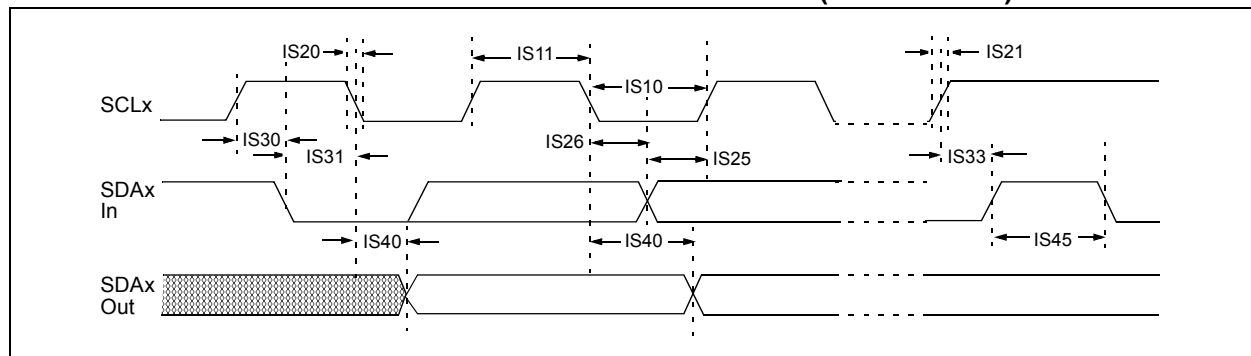 IS20
IS11
IS21
IS10
SCLx
IS30
IS31
IS26
IS25
IS33
SDAx
In
IS40
IS40
IS45
SDAx
Out